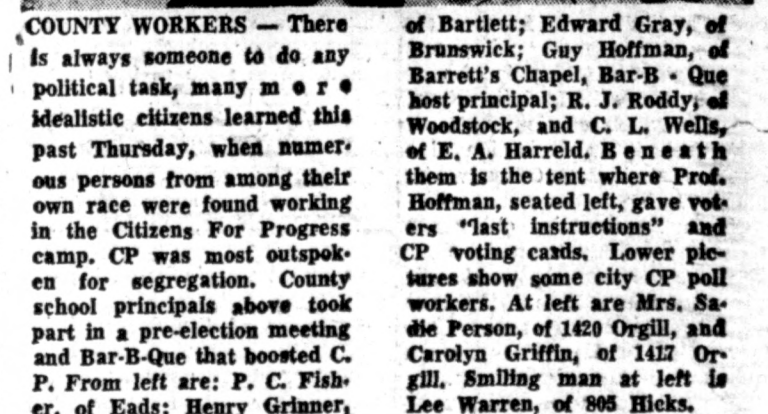 COUNTY WORKERS — There
is always someone to do any
political task, many more
idealistic citizens learned this
past Thursday, when numer-
ous persons from among their
own race were found working
in the Citizens For Progress
camp. CP was most outspok-
en for segregation. County
school principals above took
part in a pre-election meeting
and Bar-B-Que that boosted C.
P. From left are: P. C. Fish-
er, of Eads; Henry Grinner,
of Bartlett; Edward Gray, of
Brunswick; Guy Hoffman, of
Barrett's Chapel, Bar-B - Que
host principal; R. J. Roddy, of
Woodstock, and C. L. Wells,
of E. A. Harreld. Beneath
them is the tent where Prof.
Hoffman, seated left, gave vot-
ers "last instructions" and
CP voting cards. Lower pic-
tures show some city CP poll
workers. At left are Mrs. Sa-
die Person, of 1420 Orgill, and
Carolyn Griffin, of 1417 Or-
gill. Smiling man at left is
Lee Warren, of 805 Hicks.